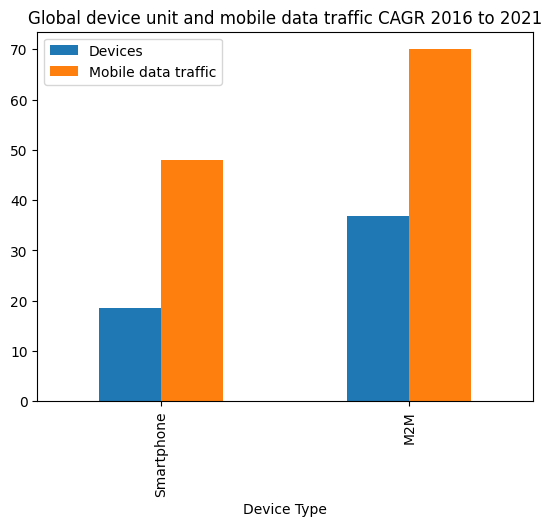 Global device unit and mobile data traffic CAGR 2016 to 2021
Devices
Mobile data traffic
70
60
50
40
30
20
10
0
Smartphone
M2M
Device Type